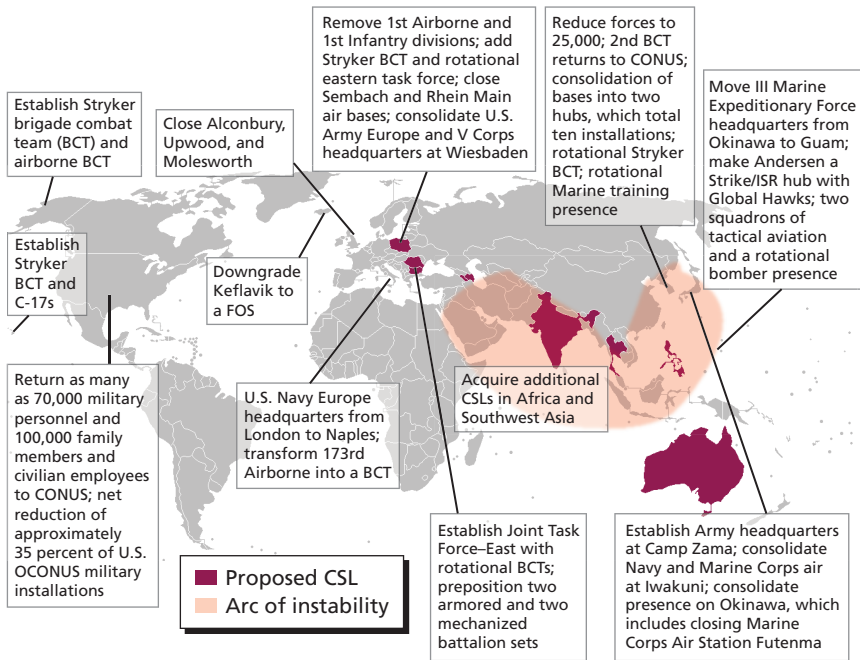 Remove 1st Airborne and
1st Infantry divisions; add
Stryker BCT and rotational
eastern task force; close
Sembach and Rhein Main
air bases; consolidate U.S.
Army Europe and V Corps
headquarters at Wiesbaden
Reduce forces to
25,000; 2nd BCT
returns to CONUS;
consolidation of
bases into two
hubs, which total
ten installations;
rotational Stryker
BCT; rotational
Marine training
presence
Move III Marine
Expeditionary Force
headquarters from
Okinawa to Guam;
make Andersen a
Strike/ISR hub with
Global Hawks; two
squadrons of
tactical aviation
and a rotational
bomber presence
Establish Stryker
brigade combat
team (BCT) and
airborne BCT
Close Alconbury,
Upwood, and
Molesworth
Establish
Stryker
BCT and
C-17s
Downgrade
Keflavik to
a FOS
Return as many
as 70,000 military
personnel and
100,000 family
members and
civilian employees
to CONUS; net
reduction of
approximately
35 percent of U.S.
OCONUS military
installations
U.S. Navy Europe
headquarters from
London to Naples;
transform 173rd
Airborne into a BCT
Acquire additional
CSLs in Africa and
Southwest Asia
Establish Joint Task
Force–East with
rotational BCTs;
preposition two
armored and two
mechanized
battalion sets
Establish Army headquarters
at Camp Zama; consolidate
Navy and Marine Corps air
at Iwakuni; consolidate
presence on Okinawa, which
includes closing Marine
Corps Air Station Futenma
Proposed CSL
Arc of instability